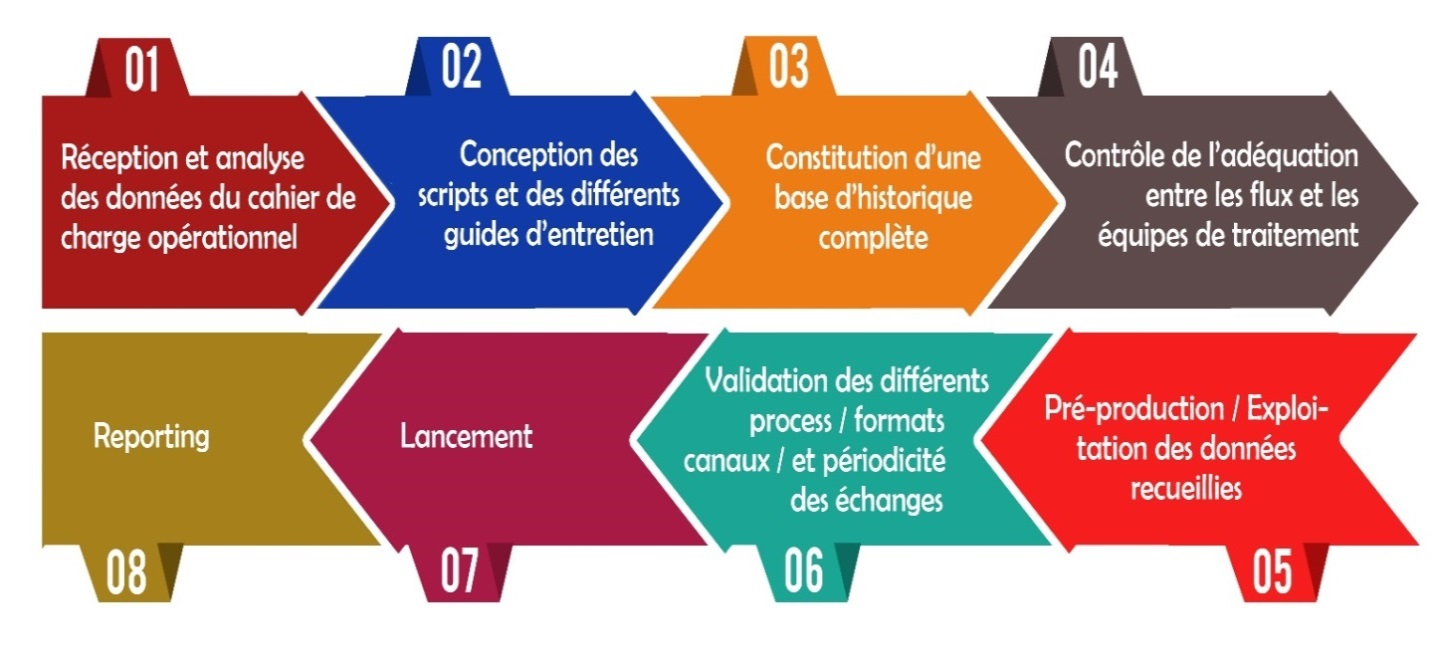 01
Réception et analyse
des données du cahier de
charge opérationnel
02
Conception des
scripts et des différents
guides d'entretien
03
Constitution d'une
base d'historique
complète
04
Contrôle de l'adéquation
entre les flux et les
équipes de traitement
Pré-production / Exploi-
tation des données
recueillies
05
Validation des différents
process / formats
canaux / et périodicité
des échanges
06
Lancement
07
Reporting
08